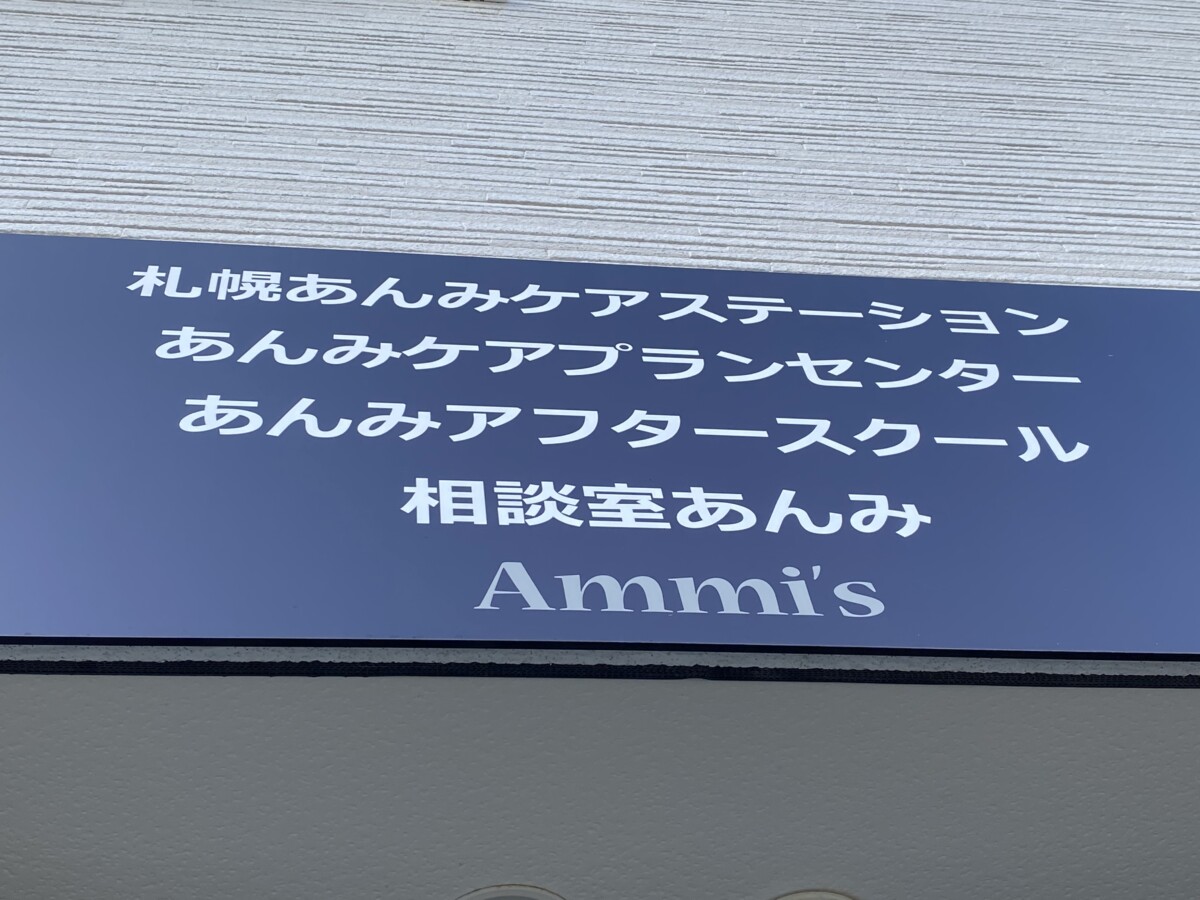 札幌あんみケアステーション
あんみケアプランセンター
あんみアフタースクール
相談室あんみ
Ammi's